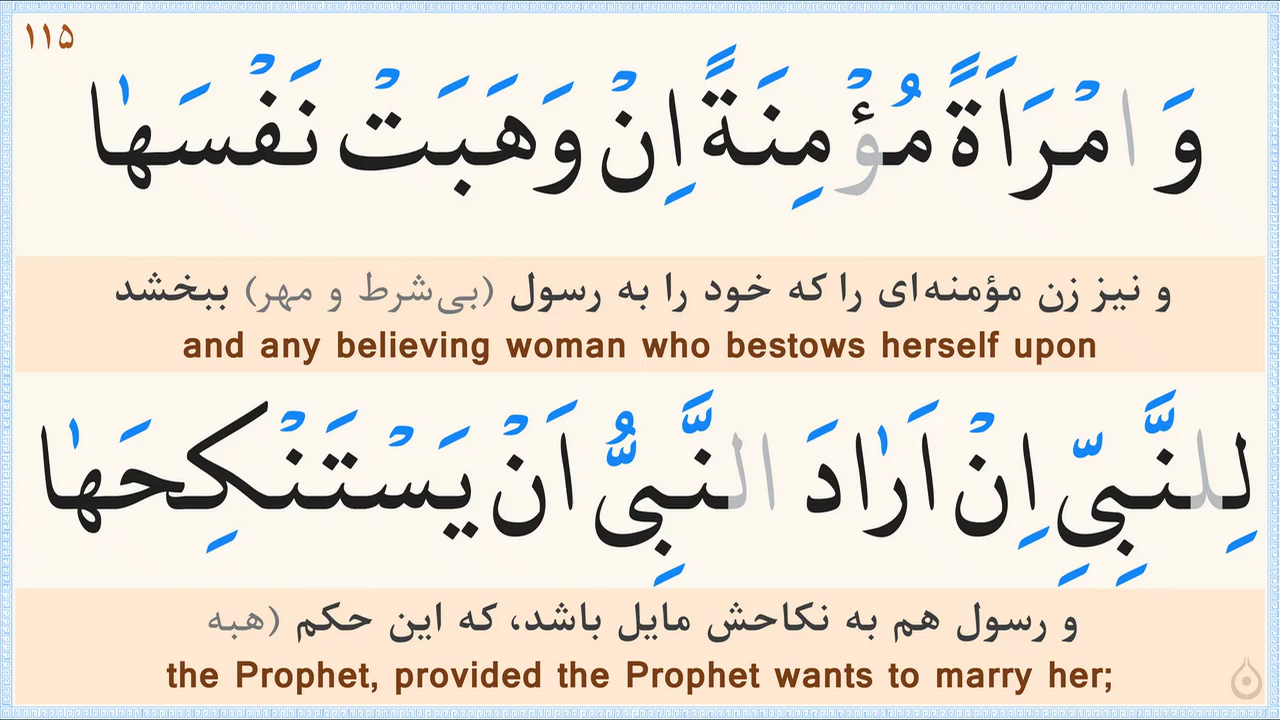 ۱۱۵
وَ امْرَاَةً مُؤْمِنَةً اِنْ وَهَبَتْ نَفْسَهٰا
و نیز زن مؤمنه‌ای را که خود را به رسول (بی‌شرط و مهر) ببخشد
and any believing woman who bestows herself upon
لِلنَّبِیِّ اِنْ اَرٰادَ النَّبِیُّ اَنْ یَسْتَنْکِحَهٰا
و رسول هم به نکاحش مایل باشد، که این حکم (هبه
the Prophet, provided the Prophet wants to marry her;